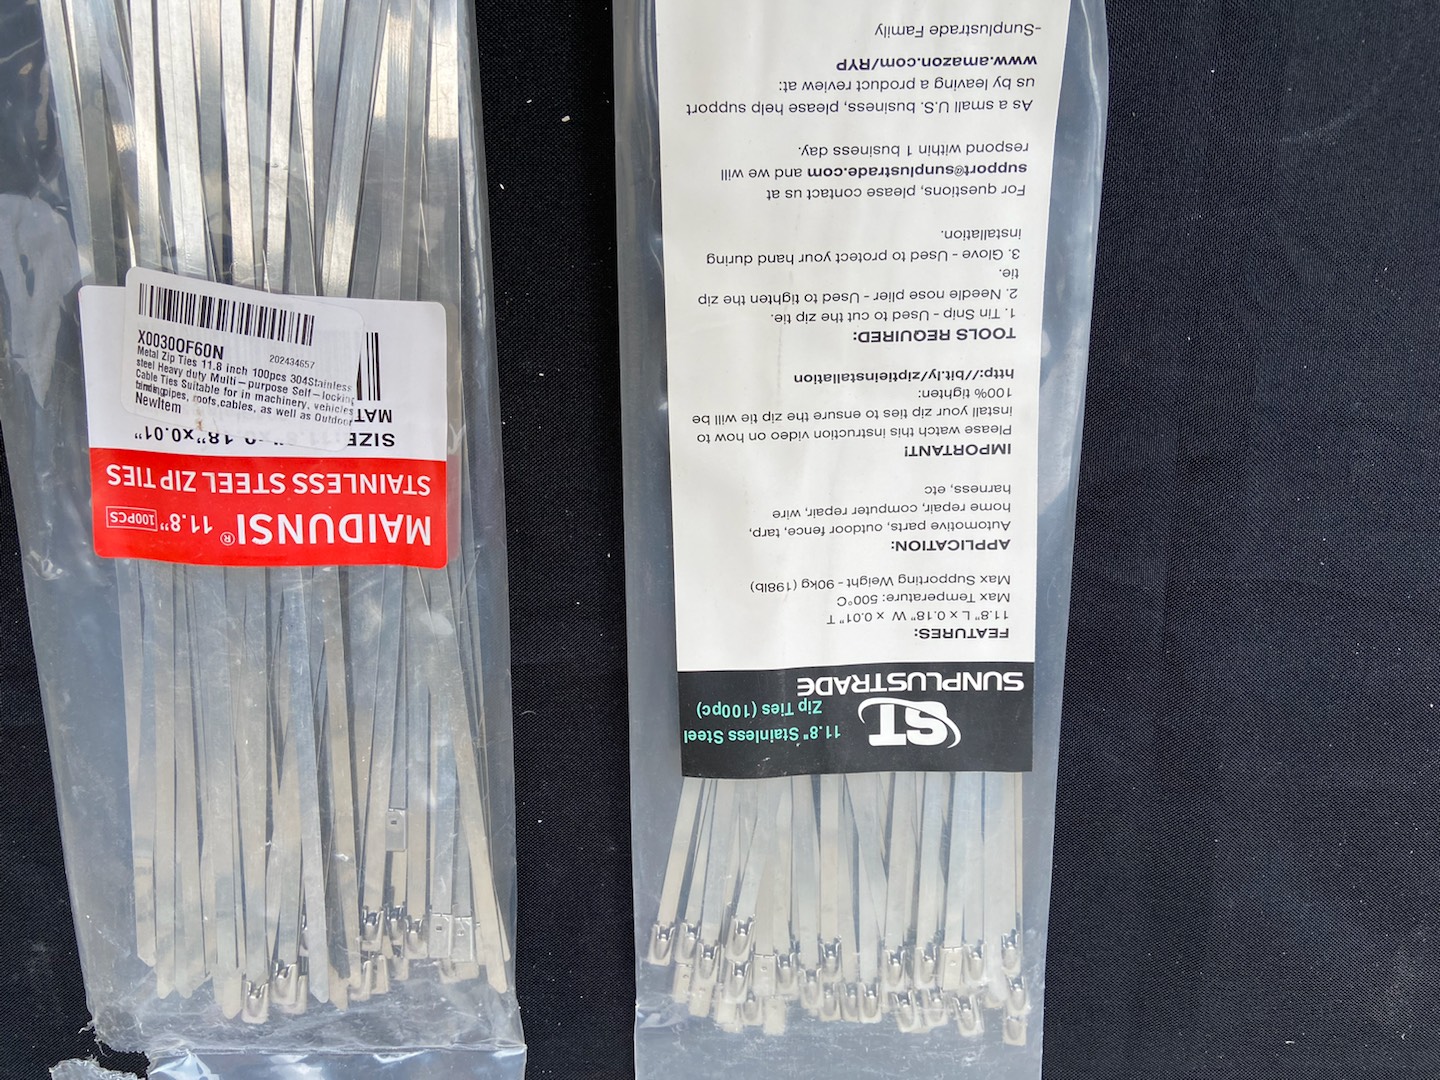 MAIDUNSI® 11.8" 100PCS
STAINLESS STEEL ZIP TIES
SIZE 18"x0.01"
MAT
X0030OF60N
202434657
Metal Zip Ties 11.8 inch 100pcs 304Stainless
steel Heavy duty Multi-purpose Self-locking
Cable Ties Suitable for in machinery, vehicles
pipes, roofs,cables, as well as Outdoor
NewItem
ST
SUNPLUSTRADE
11.8" Stainless Steel
Zip Ties (100pc)
FEATURES:
11.8" L x 0.18" W x 0.01" T
Max Temperature: 500°C
Max Supporting Weight - 90kg (198lb)
APPLICATION:
Automotive parts, outdoor fence, tarp,
home repair, computer repair, wire
harness, etc
IMPORTANT!
Please watch this instruction video on how to
install your zip ties to ensure the zip tie will be
100% tighten:
http://bit.ly/ziptieinstallation
TOOLS REQUIRED:
1. Tin Snip - Used to cut the zip tie.
2. Needle nose plier - Used to tighten the zip
tie.
3. Glove - Used to protect your hand during
installation.
For questions, please contact us at
support@sunplustrade.com and we will
respond within 1 business day.
As a small U.S. business, please help support
us by leaving a product review at:
www.amazon.com/RYP
-Sunplustrade Family